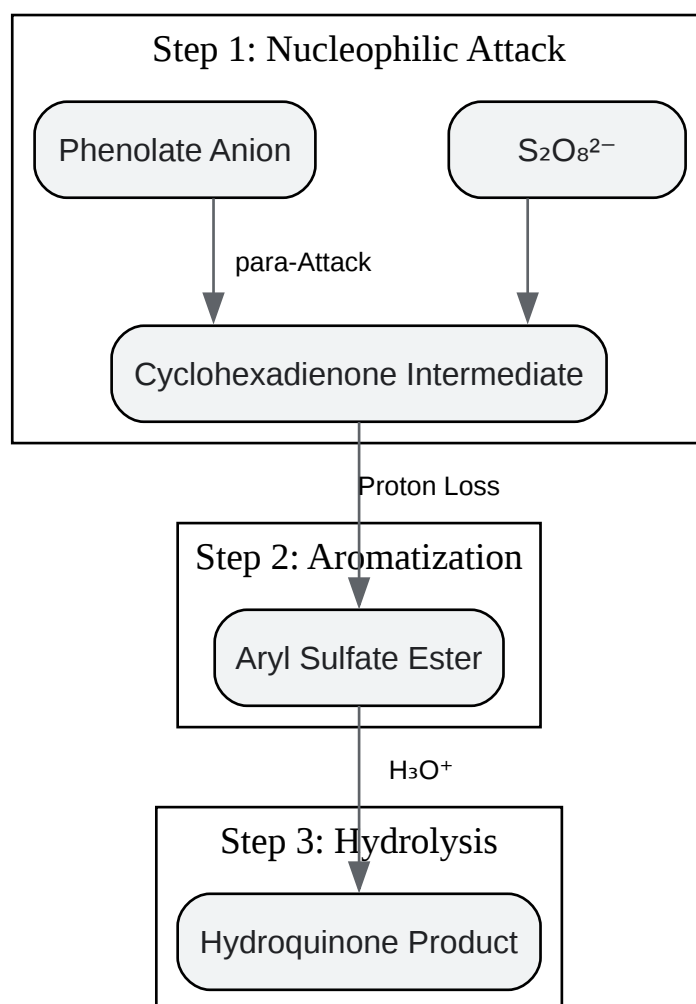 Step 1: Nucleophilic Attack
Phenolate Anion
S₂O₈²⁻
para-Attack
Cyclohexadienone Intermediate
Proton Loss
Step 2: Aromatization
Aryl Sulfate Ester
H₃O⁺
Step 3: Hydrolysis
Hydroquinone Product